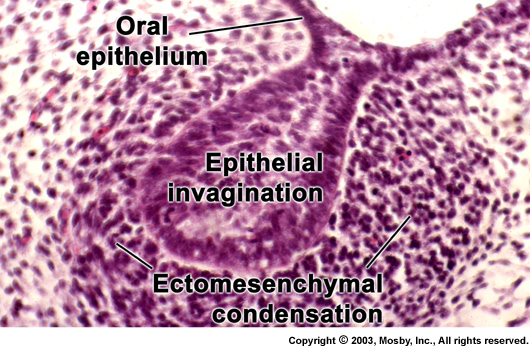 Oral
epithelium
Epithelial
invagination
Ectomesenchymal
condensation
Copyright © 2003, Mosby, Inc., All rights reserved.